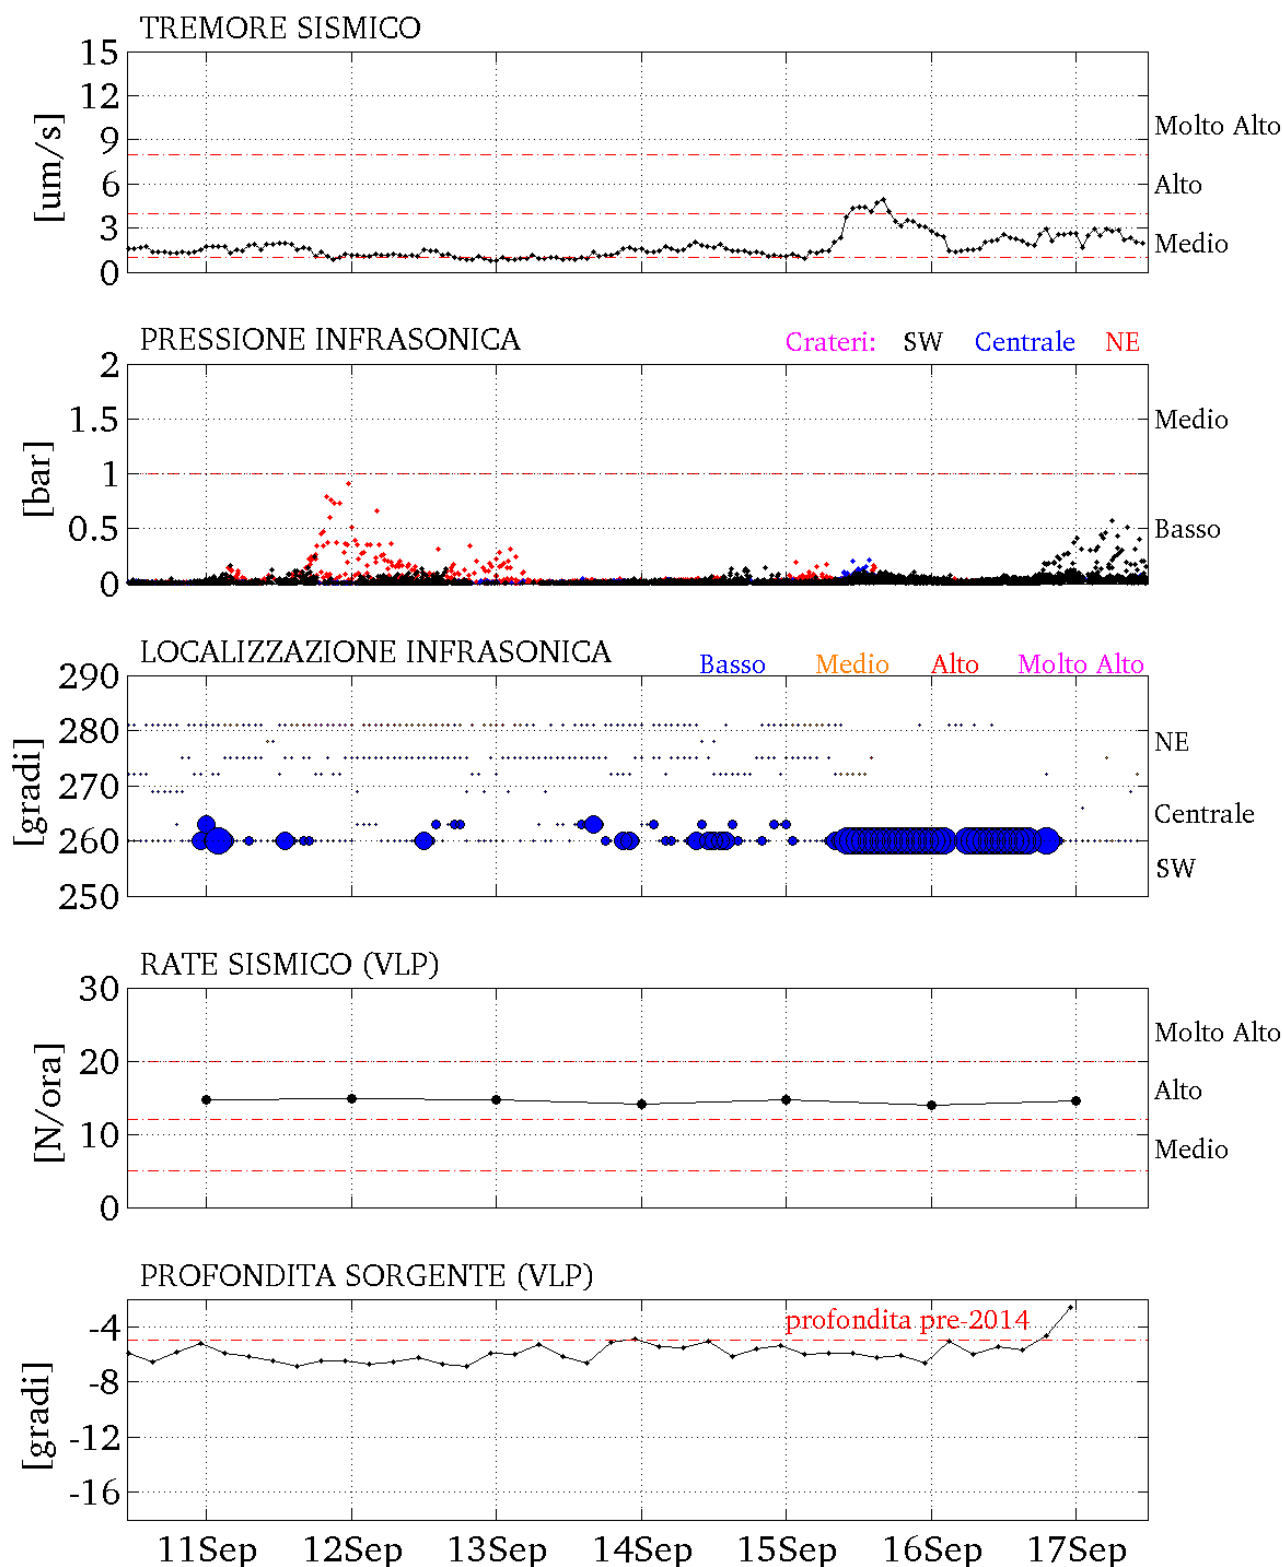 TREMORE SISMICO
15
12
9
6
3
0
[um/s]
Molto Alto
Alto
Medio
PRESSIONE INFRASONICA
Crateri: SW Centrale NE
2
1.5
1
0.5
0
[bar]
Medio
Basso
LOCALIZZAZIONE INFRASONICA
Basso Medio Alto Molto Alto
290
280
270
260
250
[gradi]
NE
Centrale
SW
RATE SISMICO (VLP)
30
20
10
0
[N/ora]
Molto Alto
Alto
Medio
PROFONDITA SORGENTE (VLP)
profondita pre-2014
-4
-8
-12
-16
[gradi]
11Sep 12Sep 13Sep 14Sep 15Sep 16Sep 17Sep